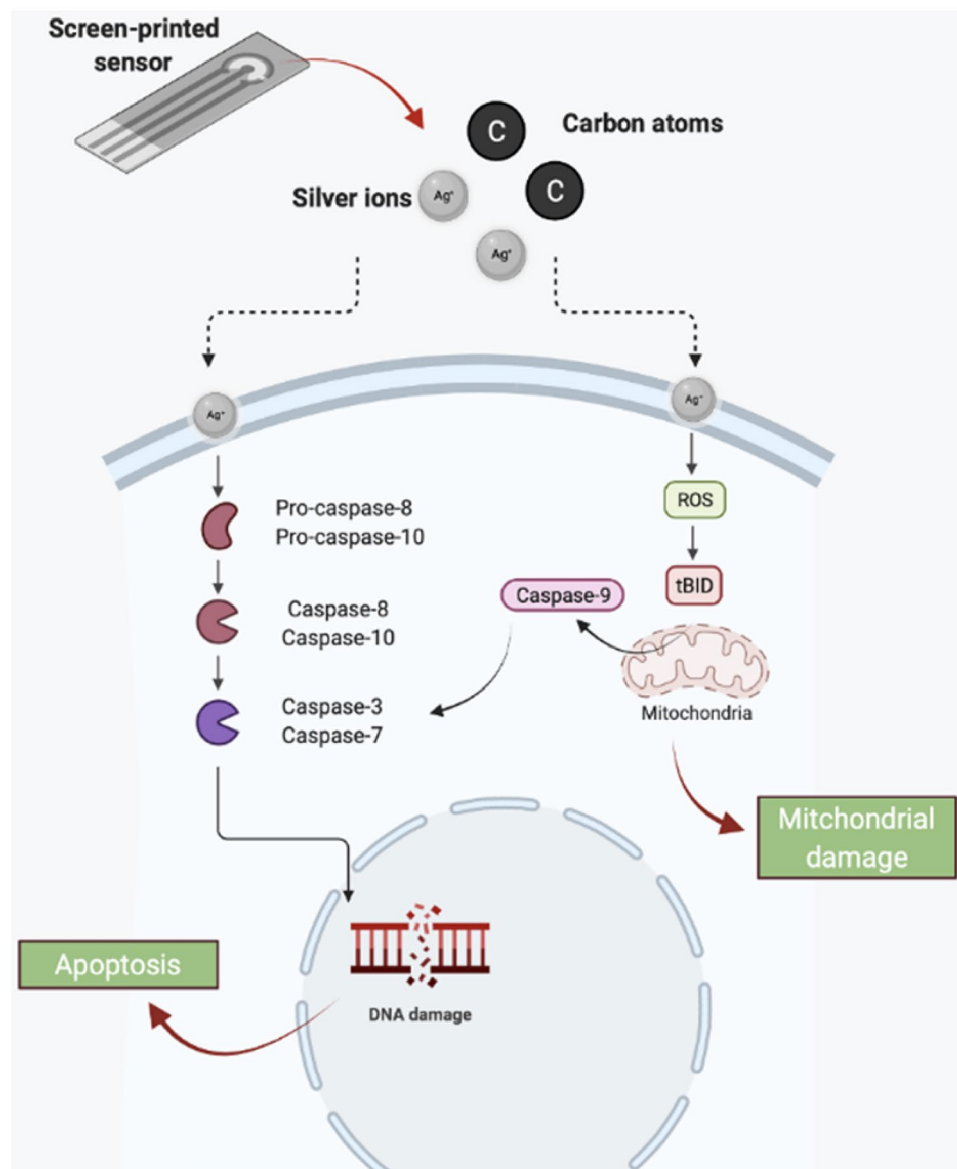 Screen-printed
sensor
C
Carbon atoms
C
Silver ions
Ag⁺
Ag⁺
Ag⁺
Ag⁺
Pro-caspase-8
Pro-caspase-10
ROS
tBID
Caspase-9
Caspase-8
Caspase-10
Caspase-3
Caspase-7
Mitochondria
Mitchondrial
damage
Apoptosis
DNA damage